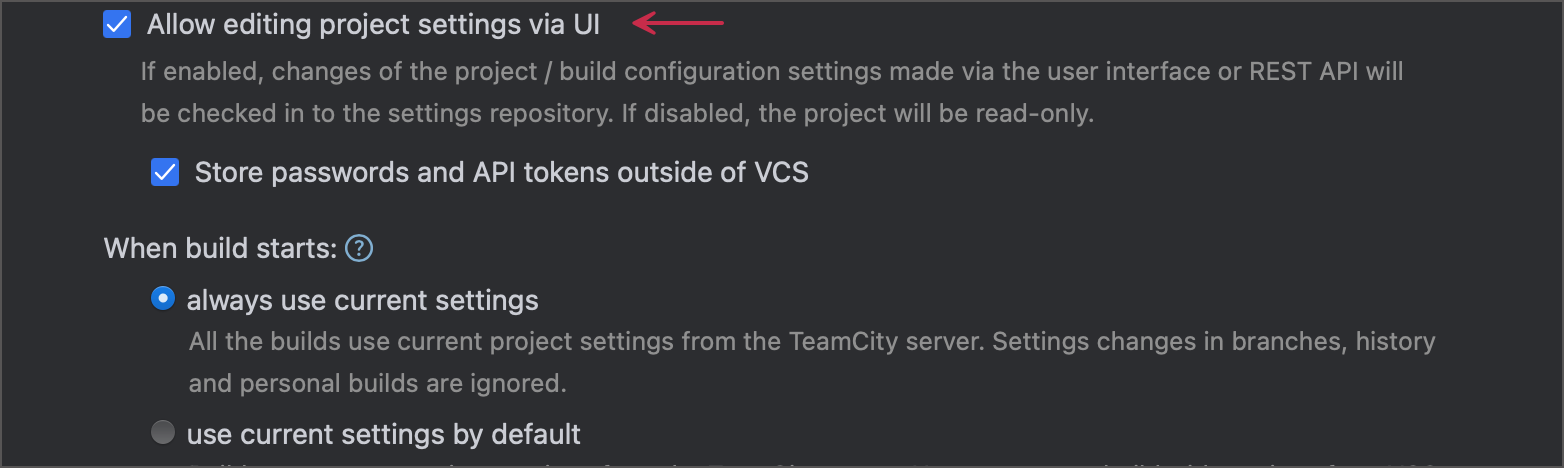 Allow editing project settings via UI
If enabled, changes of the project / build configuration settings made via the user interface or REST API will
be checked in to the settings repository. If disabled, the project will be read-only.
Store passwords and API tokens outside of VCS
When build starts: ?
always use current settings
All the builds use current project settings from the TeamCity server. Settings changes in branches, history
and personal builds are ignored.
use current settings by default